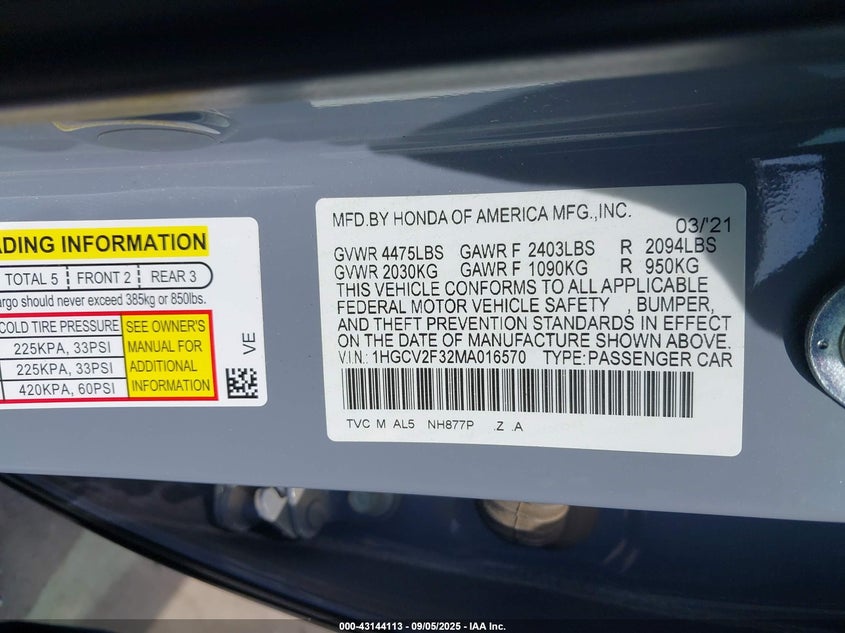 ADING INFORMATION
TOTAL 5 FRONT 2 REAR 3
argo should never exceed 385kg or 850lbs.
COLD TIRE PRESSURE SEE OWNER'S
225KPA, 33PSI MANUAL FOR
225KPA, 33PSI ADDITIONAL
420KPA, 60PSI INFORMATION
VE
MFD.BY HONDA OF AMERICA MFG.,INC. 03/'21
GVWR 4475LBS GAWR F 2403LBS R 2094LBS
GVWR 2030KG GAWR F 1090KG R 950KG
THIS VEHICLE CONFORMS TO ALL APPLICABLE
FEDERAL MOTOR VEHICLE SAFETY , BUMPER,
AND THEFT PREVENTION STANDARDS IN EFFECT
ON THE DATE OF MANUFACTURE SHOWN ABOVE.
V.I.N.: 1HGCV2F32MA016570 TYPE:PASSENGER CAR
TVC M AL5 NH877P .Z .A
000-43144113 - 09/05/2025 - IAA Inc.